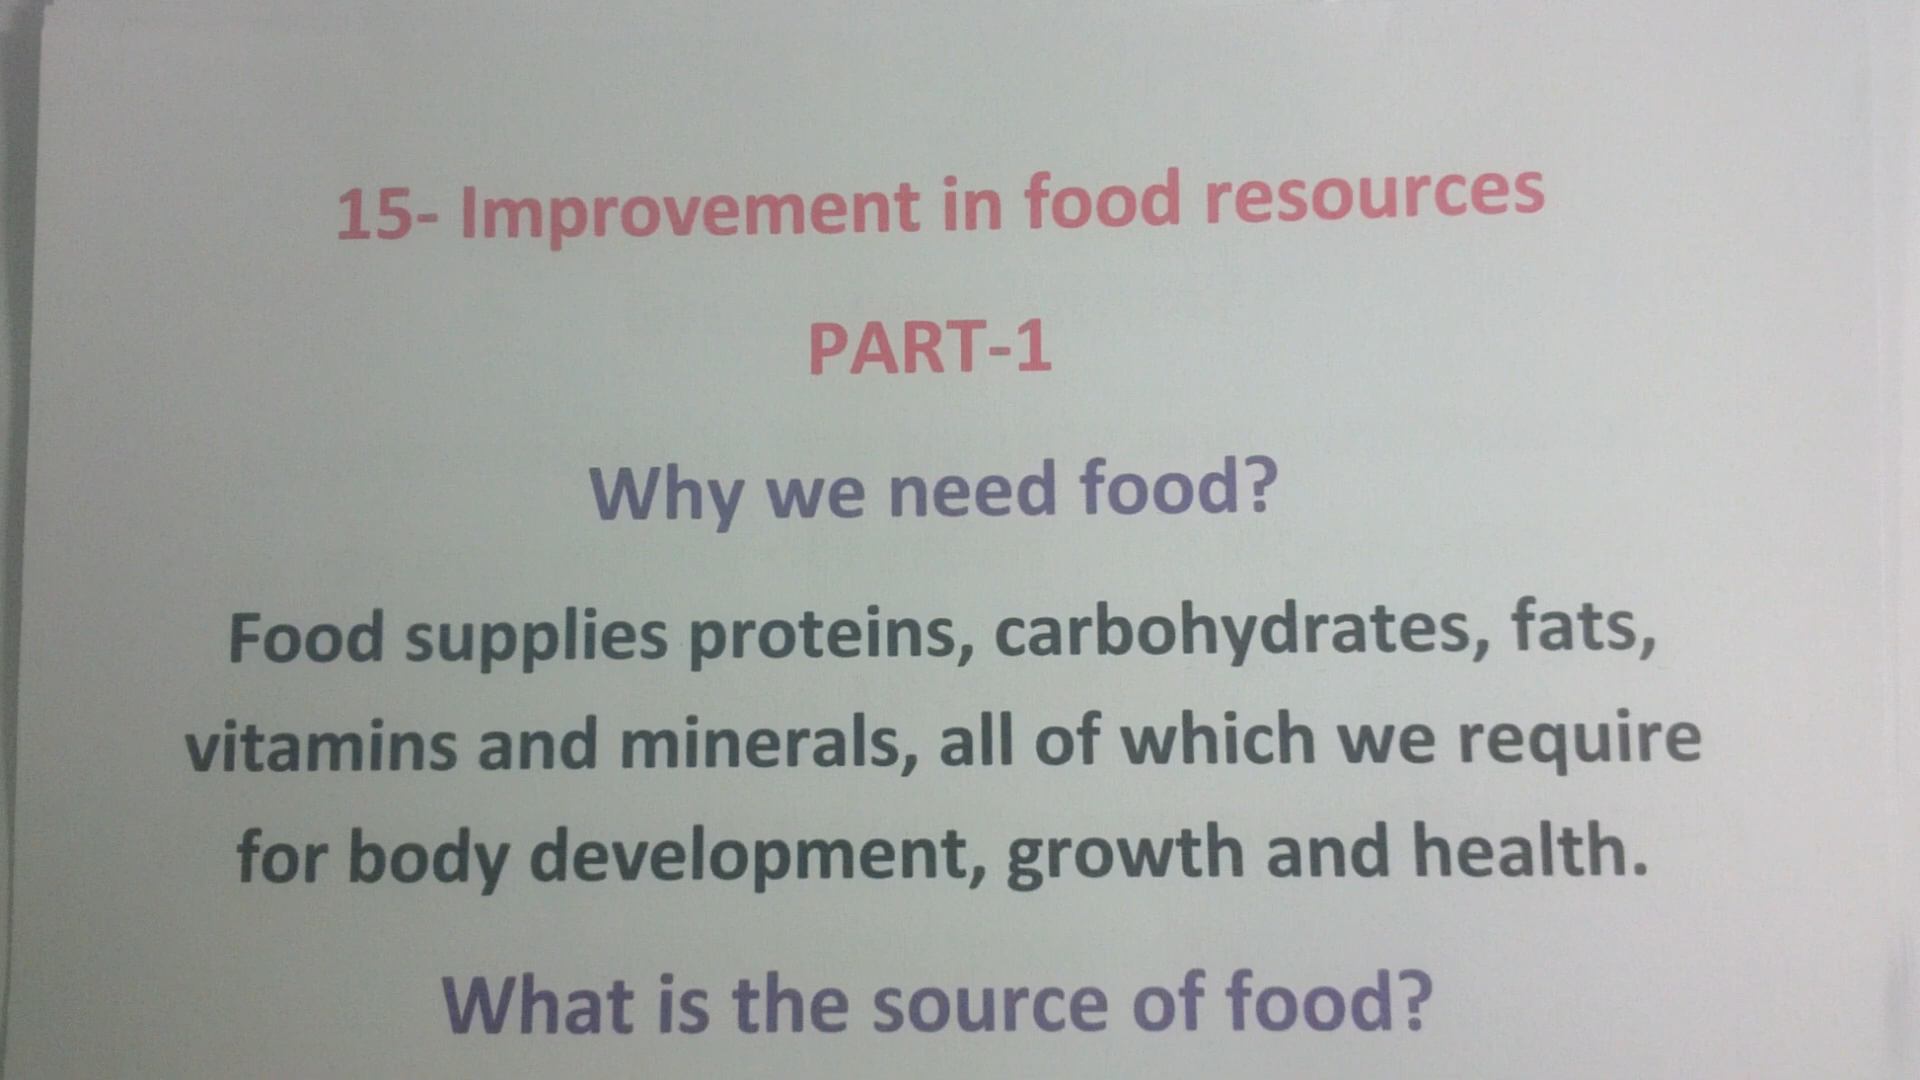 15- Improvement in food resources
PART-1
Why we need food?
Food supplies proteins, carbohydrates, fats,
vitamins and minerals, all of which we require
for body development, growth and health.
What is the source of food?